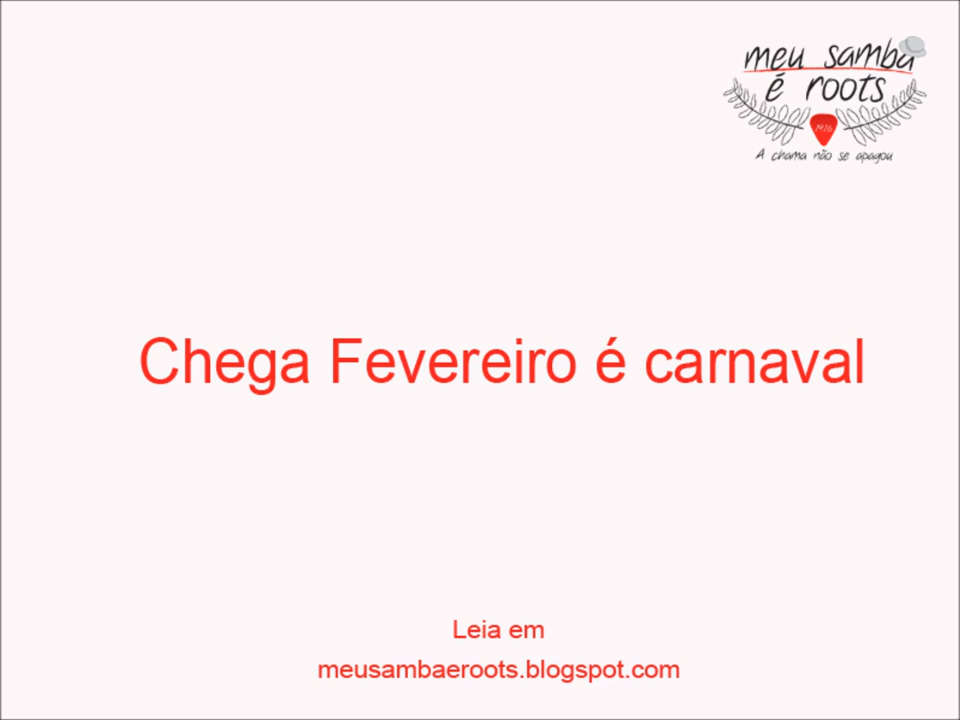 meu samba
é roots
1916
A chama não se apagou
Chega Fevereiro é carnaval
Leia em
meusambaeroots.blogspot.com